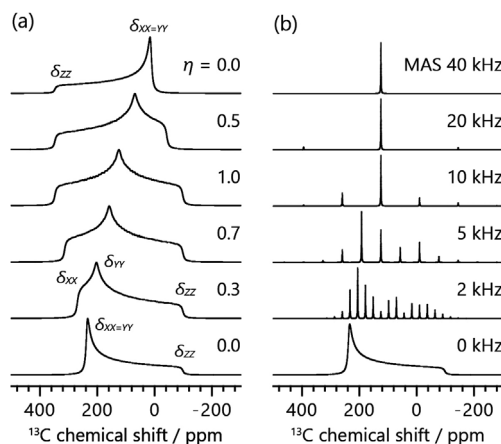 (a)
δXX=YY
δZZ
η = 0.0
0.5
1.0
0.7
δXX
δYY
δZZ
0.3
δXX=YY
δZZ
0.0
400 200 0 -200
¹³C chemical shift / ppm
(b)
MAS 40 kHz
20 kHz
10 kHz
5 kHz
2 kHz
0 kHz
400 200 0 -200
¹³C chemical shift / ppm